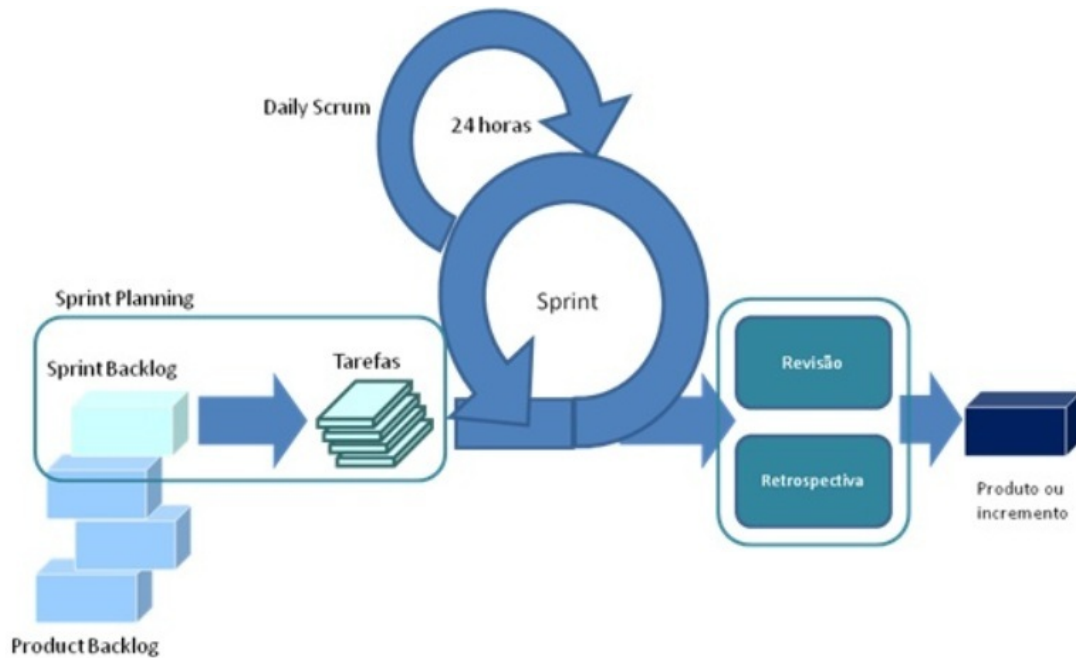 Daily Scrum
24 horas
Sprint Planning
Sprint
Sprint Backlog
Tarefas
Revisão
Retrospectiva
Produto ou
incremento
Product Backlog